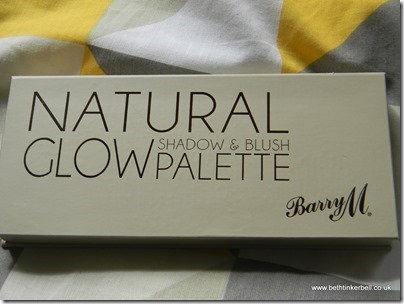 NATURAL
GLOW SHADOW & BLUSH PALETTE
Barry M®
www.bethtinkerbell.co.uk